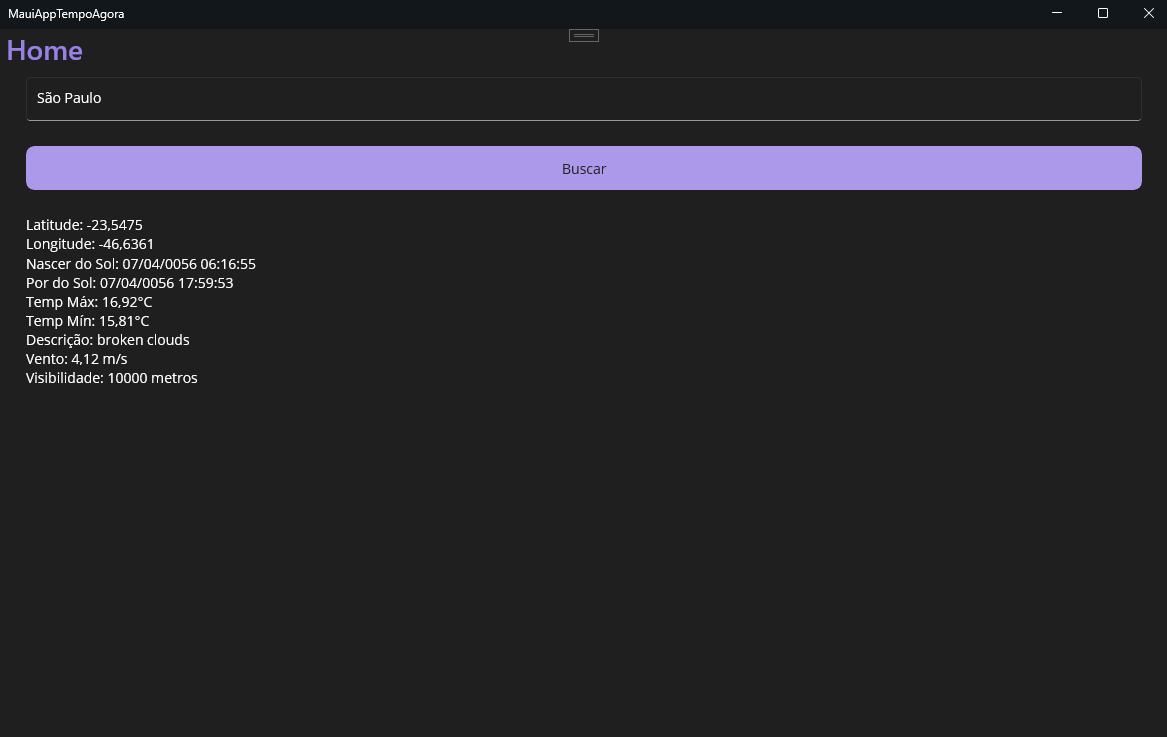 MauiAppTempoAgora
Home
São Paulo
Buscar
Latitude: -23,5475
Longitude: -46,6361
Nascer do Sol: 07/04/0056 06:16:55
Por do Sol: 07/04/0056 17:59:53
Temp Máx: 16,92°C
Temp Mín: 15,81°C
Descrição: broken clouds
Vento: 4,12 m/s
Visibilidade: 10000 metros